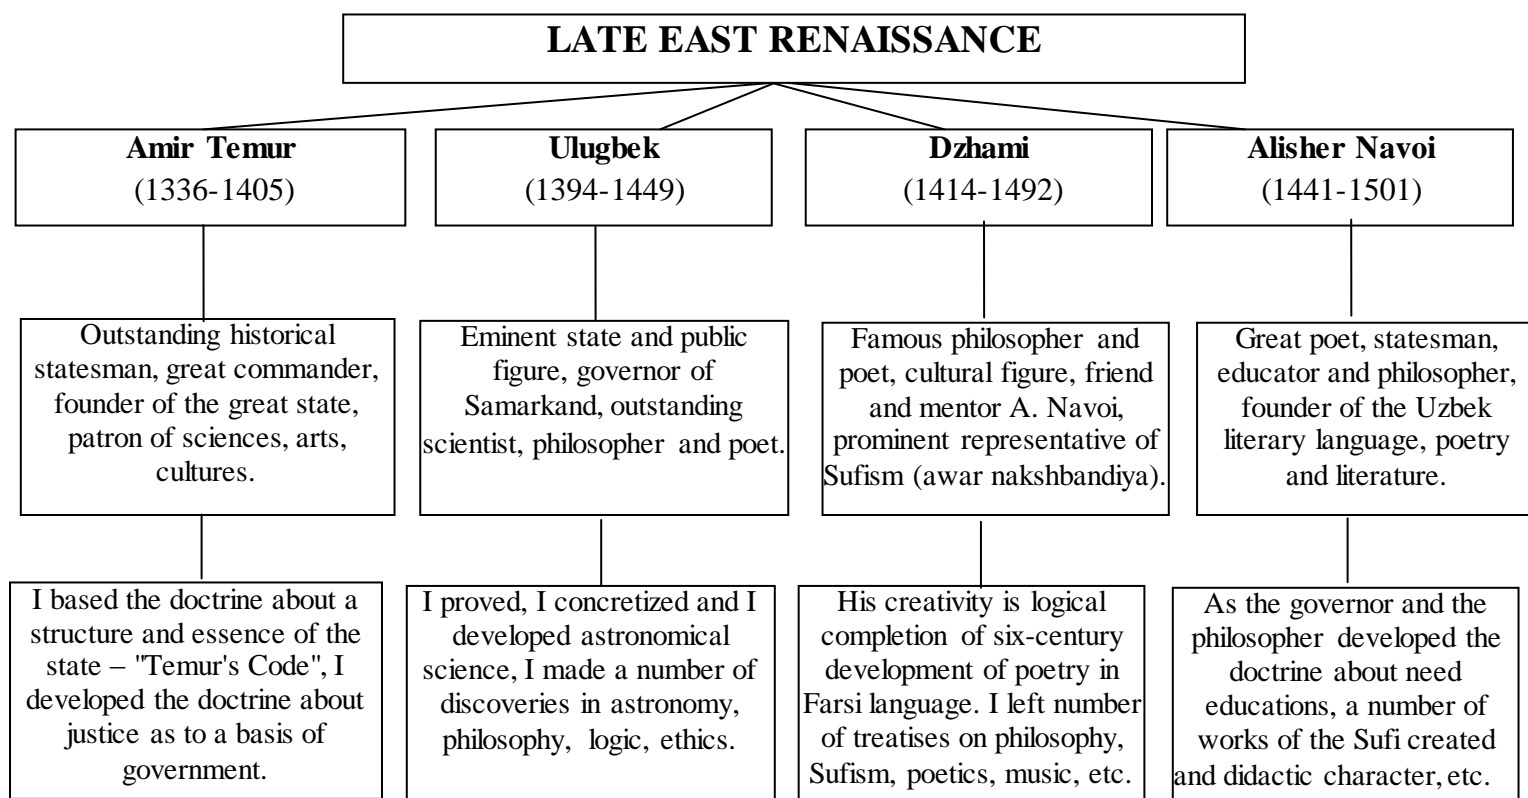 LATE EAST RENAISSANCE
Amir Temur
(1336-1405)
Ulugbek
(1394-1449)
Dzhami
(1414-1492)
Alisher Navoi
(1441-1501)
Outstanding historical
statesman, great commander,
founder of the great state,
patron of sciences, arts,
cultures.
Eminent state and public
figure, governor of
Samarkand, outstanding
scientist, philosopher and poet.
Famous philosopher and
poet, cultural figure, friend
and mentor A. Navoi,
prominent representative of
Sufism (awar nakshbandiya).
Great poet, statesman,
educator and philosopher,
founder of the Uzbek
literary language, poetry
and literature.
I based the doctrine about a
structure and essence of the
state – "Temur's Code", I
developed the doctrine about
justice as to a basis of
government.
I proved, I concretized and I
developed astronomical
science, I made a number of
discoveries in astronomy,
philosophy, logic, ethics.
His creativity is logical
completion of six-century
development of poetry in
Farsi language. I left number
of treatises on philosophy,
Sufism, poetics, music, etc.
As the governor and the
philosopher developed the
doctrine about need
educations, a number of
works of the Sufi created
and didactic character, etc.